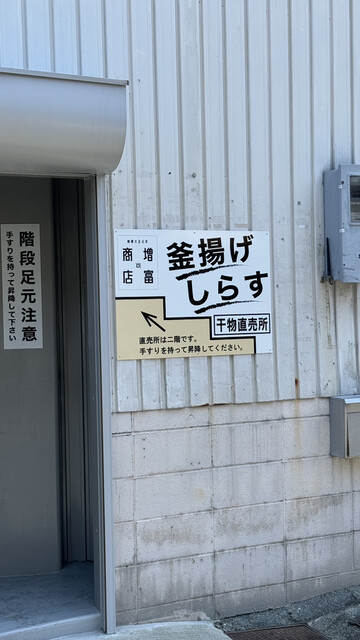 階段足元注意
手すりを持って昇降して下さい
増富
商店
釜揚げ
しらす
干物直売所
直売所は二階です。
手すりを持って昇降してください。